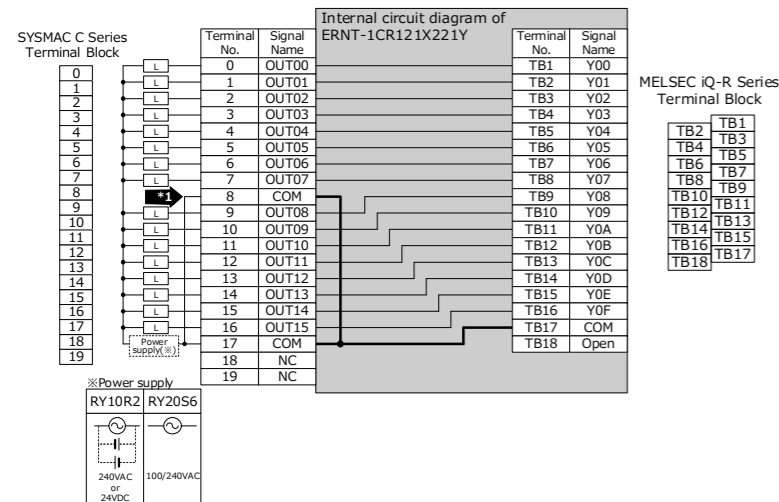 Internal circuit diagram of
ERNT-1CR121X221Y
SYSMAC C Series
Terminal Block
0
1
2
3
4
5
6
7
8
9
10
11
12
13
14
15
16
17
18
19
L
L
L
L
L
L
L
L
*1
L
L
L
L
L
L
L
L
Power
supply(※)
Terminal No. Signal Name
0 OUT00
1 OUT01
2 OUT02
3 OUT03
4 OUT04
5 OUT05
6 OUT06
7 OUT07
8 COM
9 OUT08
10 OUT09
11 OUT10
12 OUT11
13 OUT12
14 OUT13
15 OUT14
16 OUT15
17 COM
18 NC
19 NC
Terminal No. Signal Name
TB1 Y00
TB2 Y01
TB3 Y02
TB4 Y03
TB5 Y04
TB6 Y05
TB7 Y06
TB8 Y07
TB9 Y08
TB10 Y09
TB11 Y0A
TB12 Y0B
TB13 Y0C
TB14 Y0D
TB15 Y0E
TB16 Y0F
TB17 COM
TB18 Open
MELSEC iQ-R Series
Terminal Block
TB1
TB2
TB3
TB4
TB5
TB6
TB7
TB8
TB9
TB10
TB11
TB12
TB13
TB14
TB15
TB16
TB17
TB18
※Power supply
RY10R2 RY20S6
240VAC
or
24VDC
100/240VAC